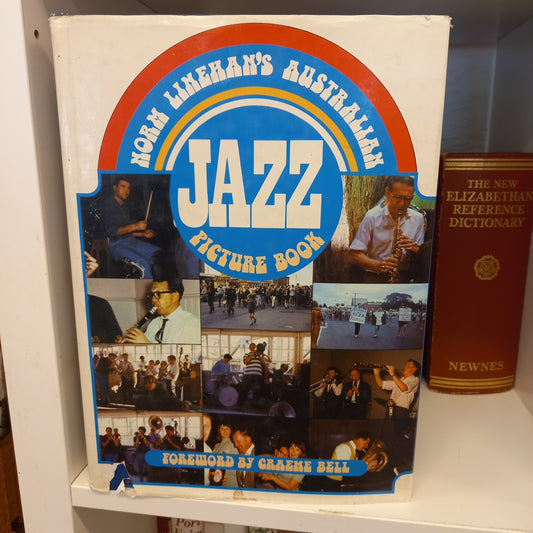 NORM LINEHAN'S AUSTRALIAN
JAZZ
PICTURE BOOK
FOREWORD BY GRAEME BELL
THE NEW
ELIZABETHAN
REFERENCE
DICTIONARY
NEWNES